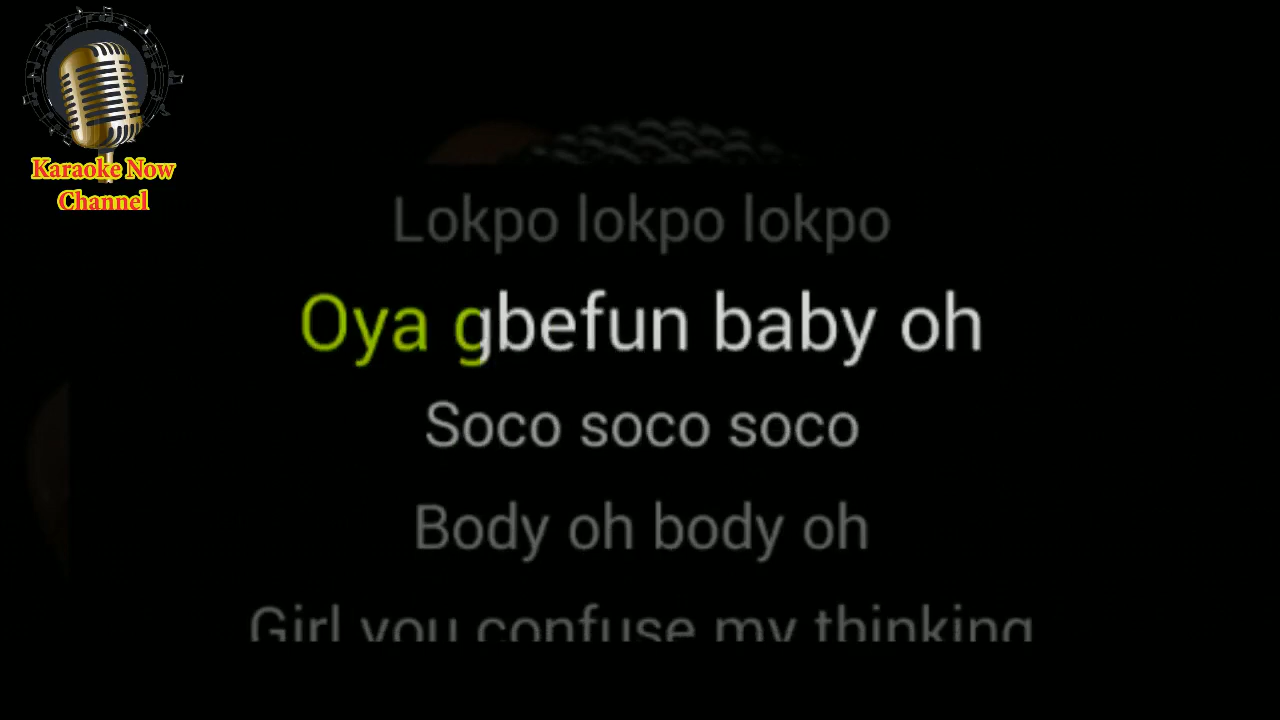 Karaoke Now
Channel
Lokpo lokpo lokpo
Oya gbefun baby oh
Soco soco soco
Body oh body oh
Girl you confuse my thinking